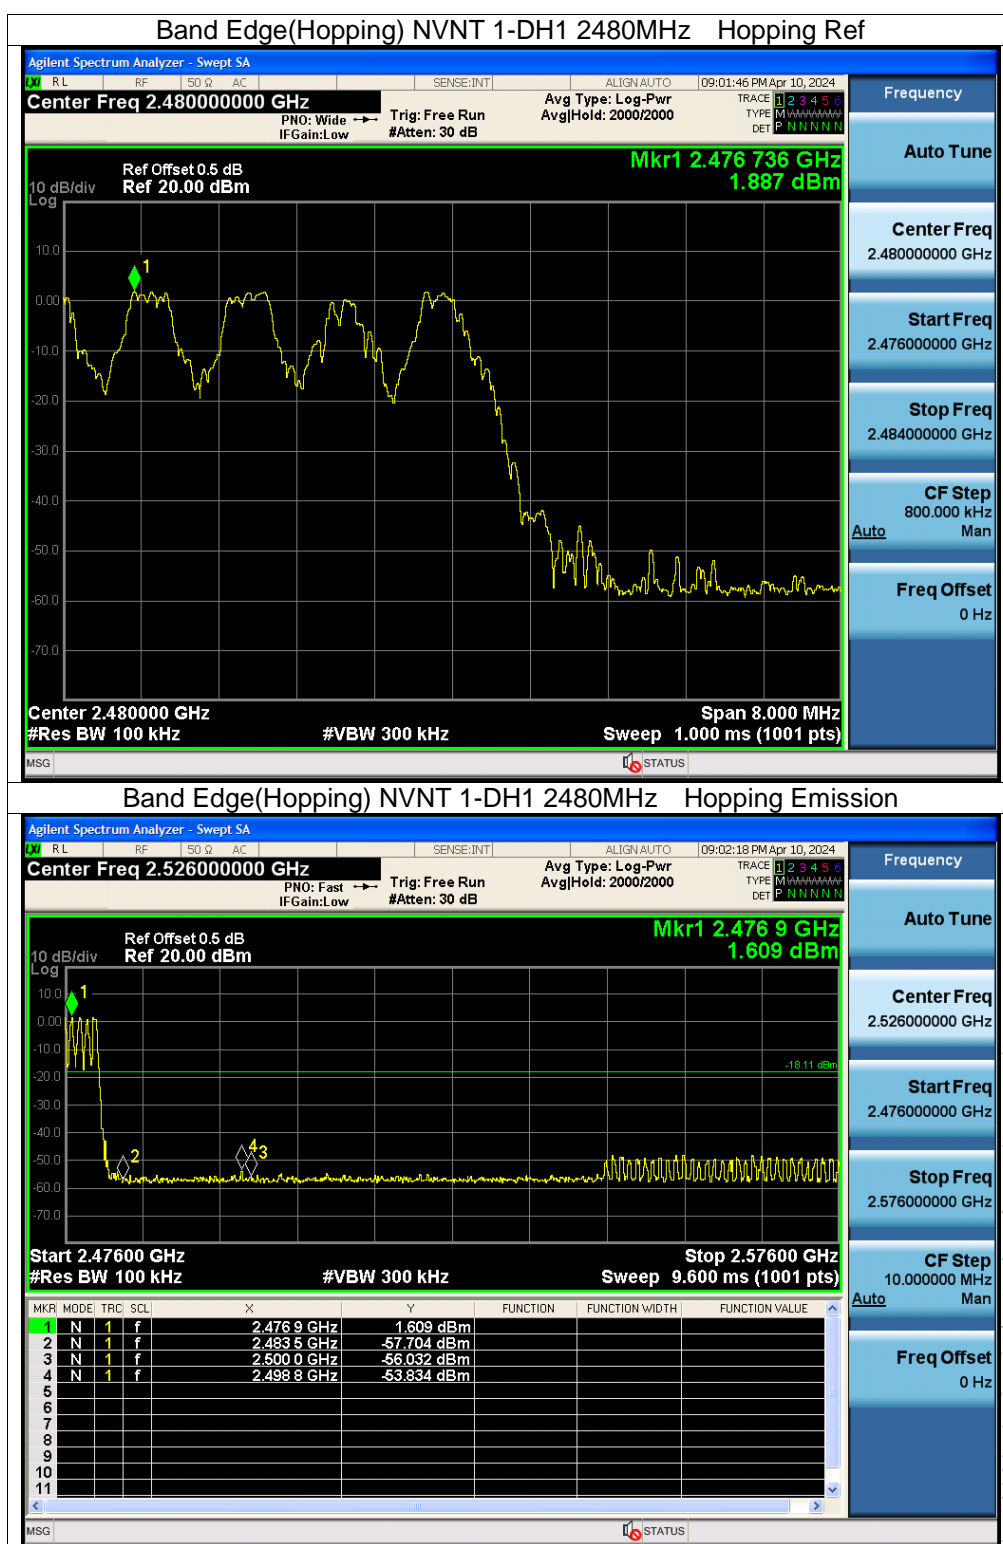 Band Edge(Hopping) NVNT 1-DH1 2480MHz Hopping Ref
Agilent Spectrum Analyzer - Swept SA
LXI RL RF 50 Ω AC SENSE:INT ALIGN AUTO 09:01:46 PM Apr 10, 2024
Center Freq 2.480000000 GHz
PNO: Wide
IFGain:Low
Trig: Free Run
#Atten: 30 dB
Avg Type: Log-Pwr
Avg|Hold: 2000/2000
TRACE 1 2 3 4 5 6
TYPE M
DET P N N N N N
Mkr1 2.476 736 GHz
1.887 dBm
Ref Offset 0.5 dB
10 dB/div Ref 20.00 dBm
Log
10.0
1
0.00
-10.0
-20.0
-30.0
-40.0
-50.0
-60.0
-70.0
Center 2.480000 GHz Span 8.000 MHz
#Res BW 100 kHz #VBW 300 kHz Sweep 1.000 ms (1001 pts)
MSG STATUS
Frequency
Auto Tune
Center Freq
2.480000000 GHz
Start Freq
2.476000000 GHz
Stop Freq
2.484000000 GHz
CF Step
800.000 kHz
Auto Man
Freq Offset
0 Hz
Band Edge(Hopping) NVNT 1-DH1 2480MHz Hopping Emission
Agilent Spectrum Analyzer - Swept SA
LXI RL RF 50 Ω AC SENSE:INT ALIGN AUTO 09:02:18 PM Apr 10, 2024
Center Freq 2.526000000 GHz
PNO: Fast
IFGain:Low
Trig: Free Run
#Atten: 30 dB
Avg Type: Log-Pwr
Avg|Hold: 2000/2000
TRACE 1 2 3 4 5 6
TYPE M
DET P N N N N N
Mkr1 2.476 9 GHz
1.609 dBm
Ref Offset 0.5 dB
10 dB/div Ref 20.00 dBm
Log
10.0
1
0.00
-10.0
-20.0
-18.11 dBm
-30.0
-40.0
-50.0
2
4
3
-60.0
-70.0
Start 2.47600 GHz Stop 2.57600 GHz
#Res BW 100 kHz #VBW 300 kHz Sweep 9.600 ms (1001 pts)
MKR MODE TRC SCL X Y FUNCTION FUNCTION WIDTH FUNCTION VALUE
1 N 1 f 2.476 9 GHz 1.609 dBm
2 N 1 f 2.483 5 GHz -57.704 dBm
3 N 1 f 2.500 0 GHz -56.032 dBm
4 N 1 f 2.498 8 GHz -53.834 dBm
5
6
7
8
9
10
11
MSG STATUS
Frequency
Auto Tune
Center Freq
2.526000000 GHz
Start Freq
2.476000000 GHz
Stop Freq
2.576000000 GHz
CF Step
10.000000 MHz
Auto Man
Freq Offset
0 Hz